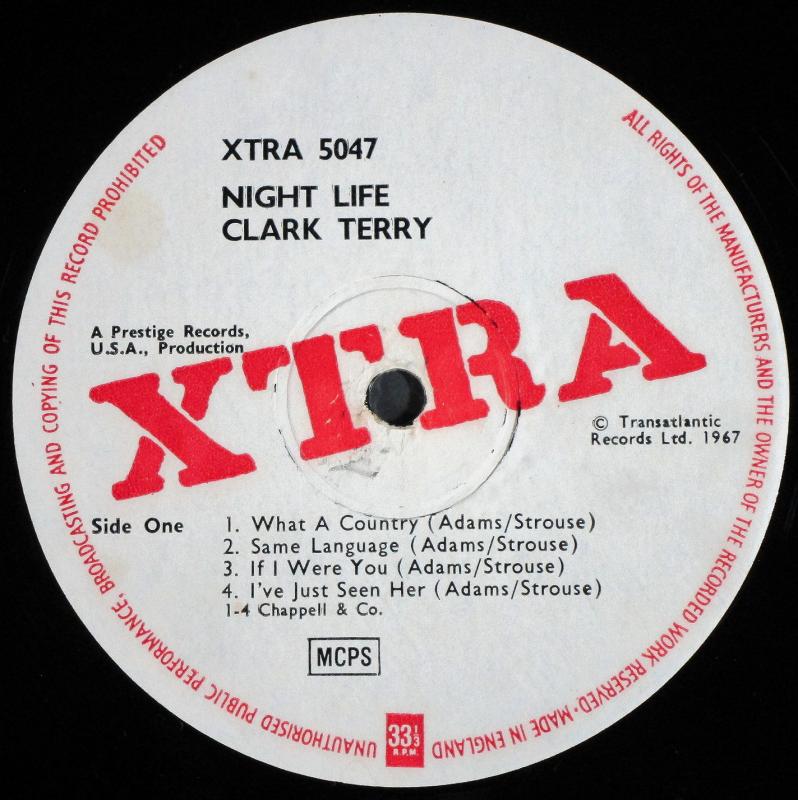 XTRA 5047
NIGHT LIFE
CLARK TERRY
A Prestige Records,
U.S.A., Production
XTRA
© Transatlantic
Records Ltd. 1967
Side One
1. What A Country (Adams/Strouse)
2. Same Language (Adams/Strouse)
3. If I Were You (Adams/Strouse)
4. I've Just Seen Her (Adams/Strouse)
1-4 Chappell & Co.
MCPS
33⅓
R.P.M.
ALL RIGHTS OF THE MANUFACTURERS AND THE OWNER OF THE RECORDED WORK RESERVED · MADE IN ENGLAND
UNAUTHORISED PUBLIC PERFORMANCE, BROADCASTING AND COPYING OF THIS RECORD PROHIBITED